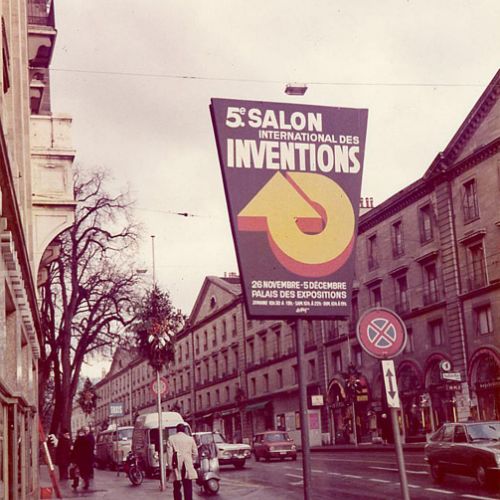 5e. SALON
INTERNATIONAL DES
INVENTIONS
26 NOVEMBRE - 5 DÉCEMBRE
PALAIS DES EXPOSITIONS